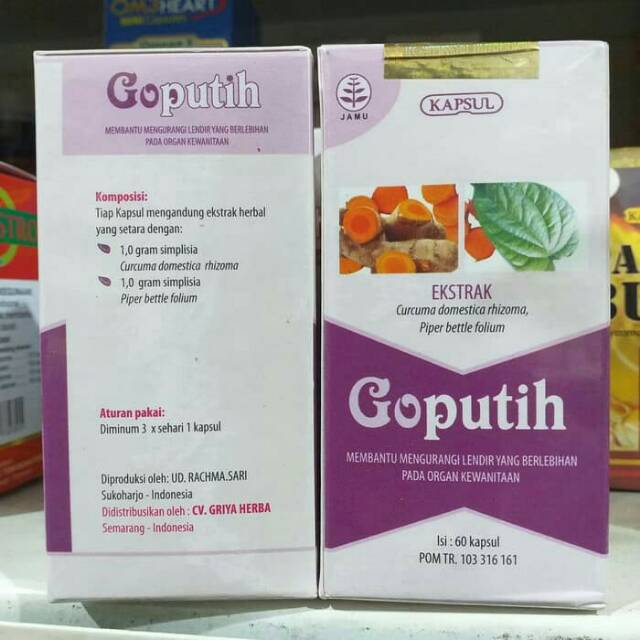 OM3HEART
Goputih
MEMBANTU MENGURANGI LENDIR YANG BERLEBIHAN
PADA ORGAN KEWANITAAN
Komposisi:
Tiap Kapsul mengandung ekstrak herbal
yang setara dengan:
1,0 gram simplisia
Curcuma domestica rhizoma
1,0 gram simplisia
Piper bettle folium
Aturan pakai:
Diminum 3 x sehari 1 kapsul
Diproduksi oleh: UD. RACHMA.SARI
Sukoharjo - Indonesia
Didistribusikan oleh : CV. GRIYA HERBA
Semarang - Indonesia
JAMU
KAPSUL
EKSTRAK
Curcuma domestica rhizoma,
Piper bettle folium
Goputih
MEMBANTU MENGURANGI LENDIR YANG BERLEBIHAN
PADA ORGAN KEWANITAAN
Isi : 60 kapsul
POM TR. 103 316 161